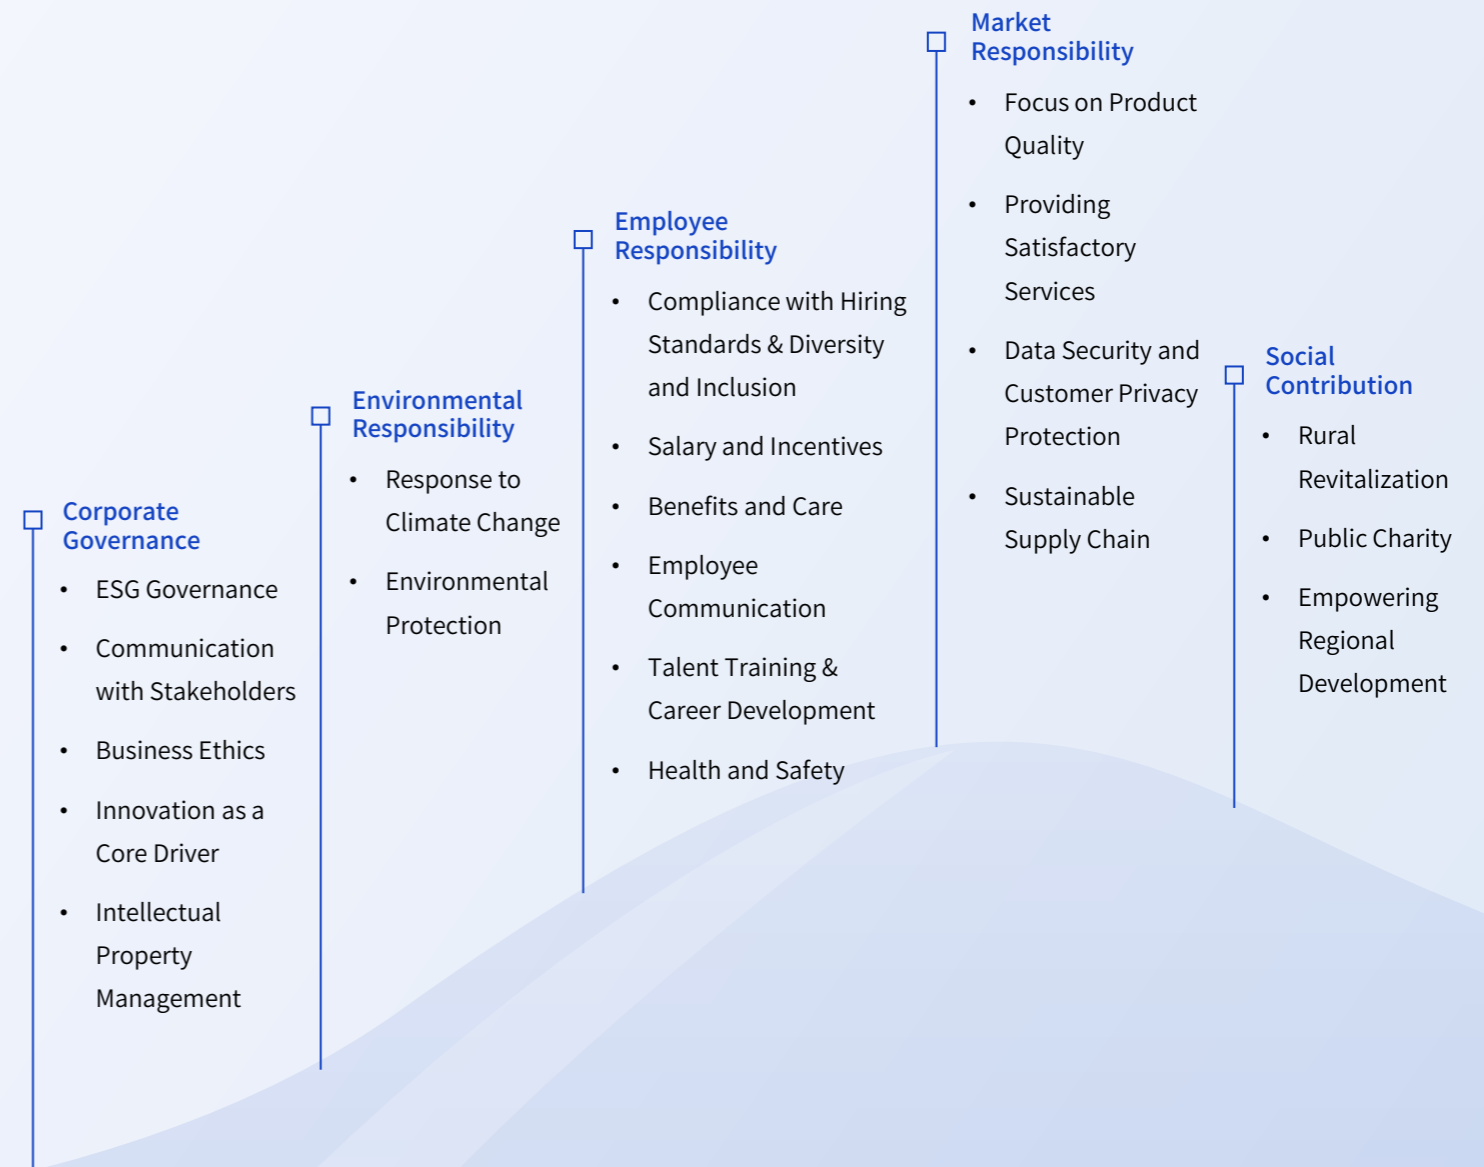 Corporate
Governance
• ESG Governance
• Communication
with Stakeholders
• Business Ethics
• Innovation as a
Core Driver
• Intellectual
Property
Management
Environmental
Responsibility
• Response to
Climate Change
• Environmental
Protection
Employee
Responsibility
• Compliance with Hiring
Standards & Diversity
and Inclusion
• Salary and Incentives
• Benefits and Care
• Employee
Communication
• Talent Training &
Career Development
• Health and Safety
Market
Responsibility
• Focus on Product
Quality
• Providing
Satisfactory
Services
• Data Security and
Customer Privacy
Protection
• Sustainable
Supply Chain
Social
Contribution
• Rural
Revitalization
• Public Charity
• Empowering
Regional
Development